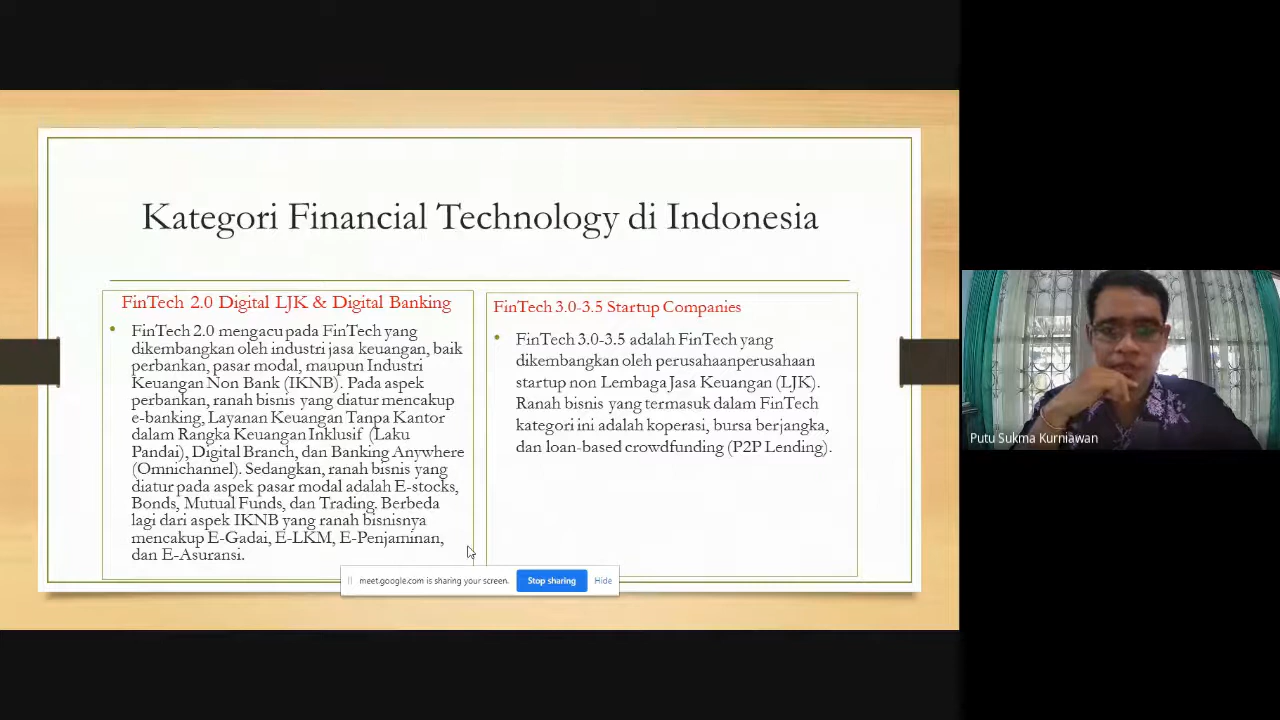 Kategori Financial Technology di Indonesia
FinTech 2.0 Digital LJK & Digital Banking
FinTech 2.0 mengacu pada FinTech yang
dikembangkan oleh industri jasa keuangan, baik
perbankan, pasar modal, maupun Industri
Keuangan Non Bank (IKNB). Pada aspek
perbankan, ranah bisnis yang diatur mencakup
e-banking, Layanan Keuangan Tanpa Kantor
dalam Rangka Keuangan Inklusif (Laku
Pandai), Digital Branch, dan Banking Anywhere
(Omnichannel). Sedangkan, ranah bisnis yang
diatur pada aspek pasar modal adalah E-stocks,
Bonds, Mutual Funds, dan Trading. Berbeda
lagi dari aspek IKNB yang ranah bisnisnya
mencakup E-Gadai, E-LKM, E-Penjaminan,
dan E-Asuransi.
FinTech 3.0-3.5 Startup Companies
FinTech 3.0-3.5 adalah FinTech yang
dikembangkan oleh perusahaanperusahaan
startup non Lembaga Jasa Keuangan (LJK).
Ranah bisnis yang termasuk dalam FinTech
kategori ini adalah koperasi, bursa berjangka,
dan loan-based crowdfunding (P2P Lending).
meet.google.com is sharing your screen.
Stop sharing
Hide
Putu Sukma Kurniawan